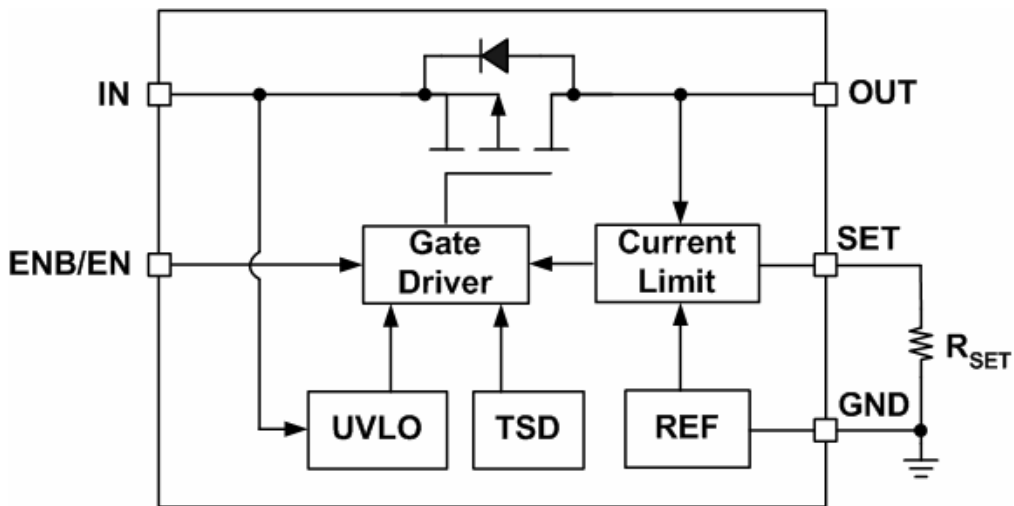 IN
OUT
ENB/EN
Gate
Driver
Current
Limit
SET
RSET
UVLO
TSD
REF
GND